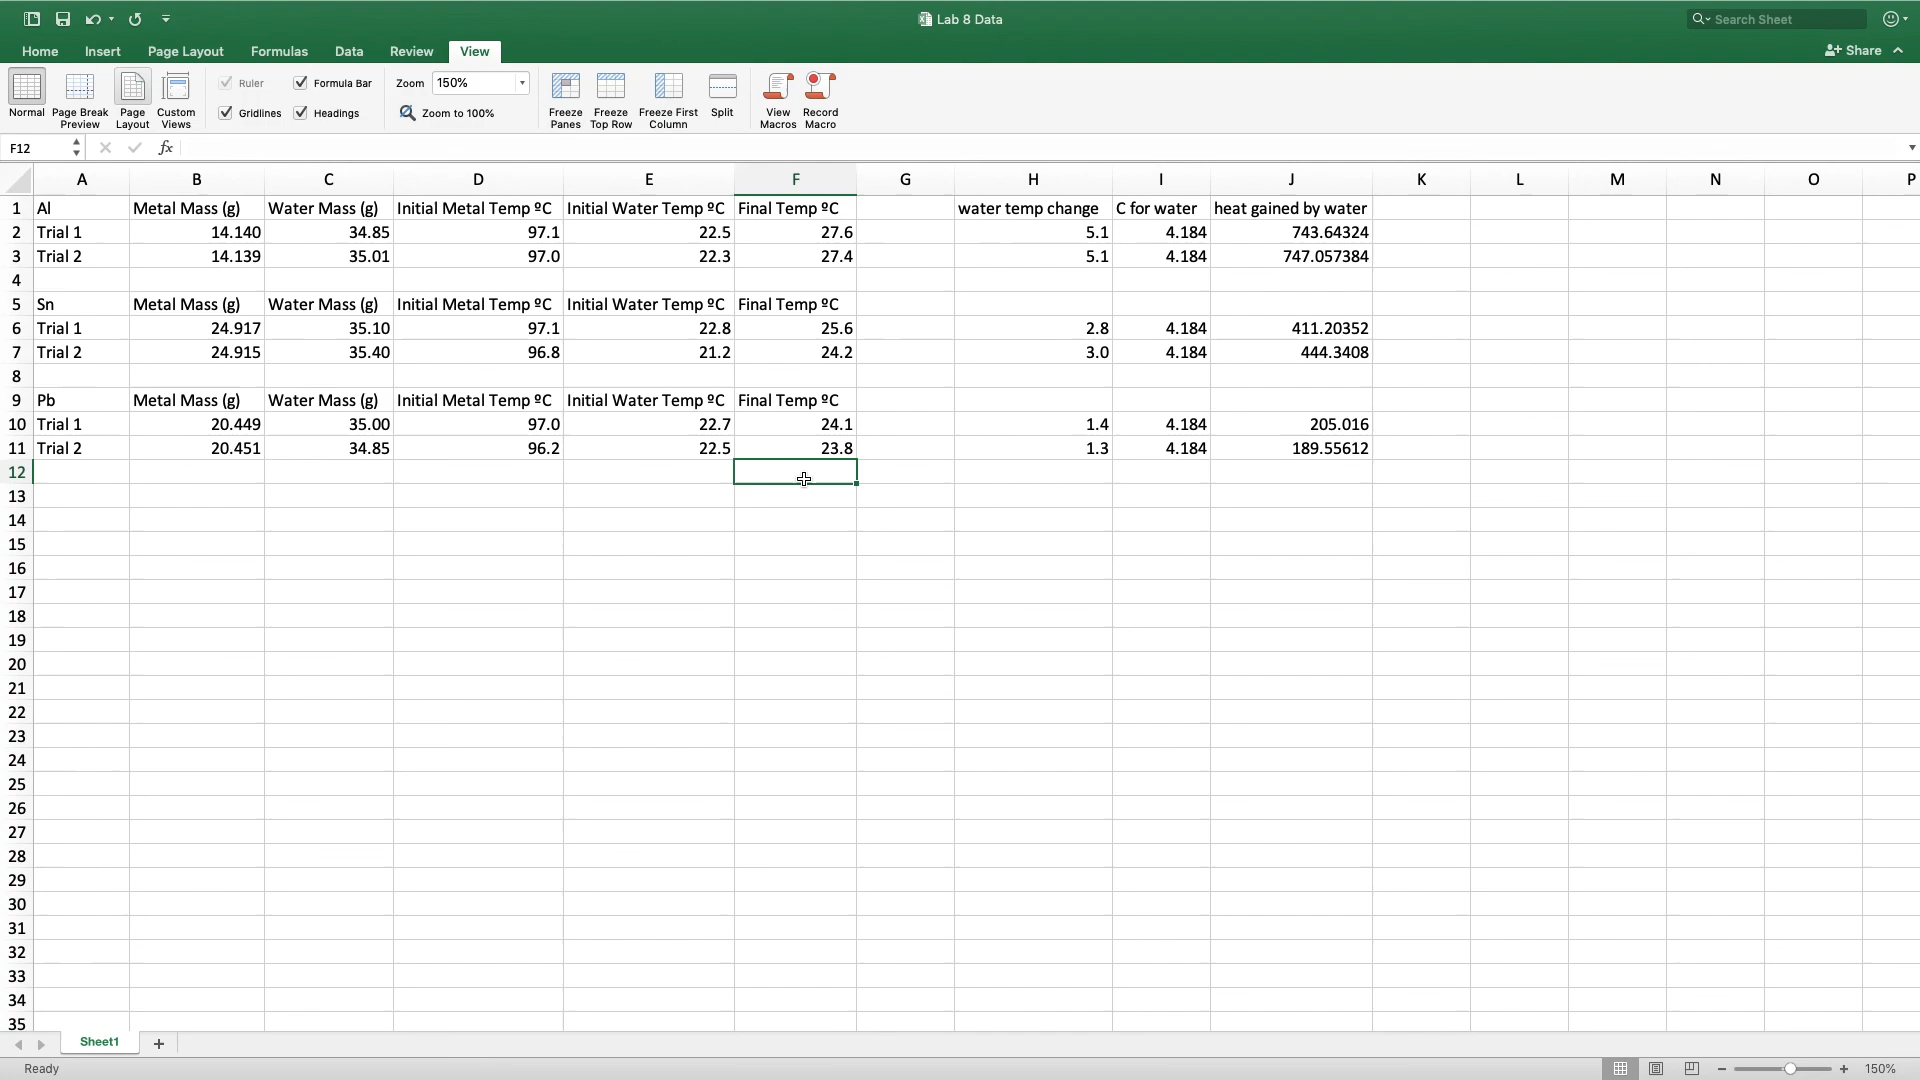 Lab 8 Data
Search Sheet
Home Insert Page Layout Formulas Data Review View
Share
Ruler Formula Bar Zoom 150%
Gridlines Headings Zoom to 100%
Normal Page Break Preview Page Layout Custom Views Freeze Panes Freeze Top Row Freeze First Column Split View Macros Record Macro
F12 fx
A B C D E F G H I J K L M N O P
1 Al Metal Mass (g) Water Mass (g) Initial Metal Temp ºC Initial Water Temp ºC Final Temp ºC water temp change C for water heat gained by water
2 Trial 1 14.140 34.85 97.1 22.5 27.6 5.1 4.184 743.64324
3 Trial 2 14.139 35.01 97.0 22.3 27.4 5.1 4.184 747.057384
4
5 Sn Metal Mass (g) Water Mass (g) Initial Metal Temp ºC Initial Water Temp ºC Final Temp ºC
6 Trial 1 24.917 35.10 97.1 22.8 25.6 2.8 4.184 411.20352
7 Trial 2 24.915 35.40 96.8 21.2 24.2 3.0 4.184 444.3408
8
9 Pb Metal Mass (g) Water Mass (g) Initial Metal Temp ºC Initial Water Temp ºC Final Temp ºC
10 Trial 1 20.449 35.00 97.0 22.7 24.1 1.4 4.184 205.016
11 Trial 2 20.451 34.85 96.2 22.5 23.8 1.3 4.184 189.55612
12
13
14
15
16
17
18
19
20
21
22
23
24
25
26
27
28
29
30
31
32
33
34
35
Sheet1 +
Ready 150%